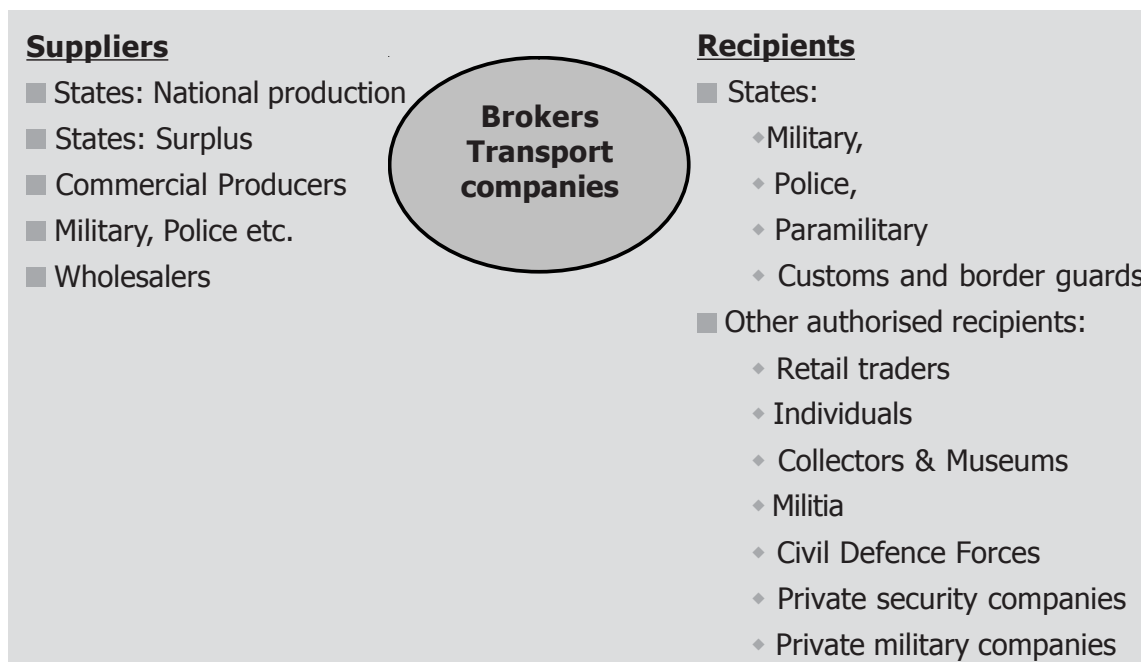 Suppliers
States: National production
States: Surplus
Commercial Producers
Military, Police etc.
Wholesalers
Brokers
Transport
companies
Recipients
States:
Military,
Police,
Paramilitary
Customs and border guards
Other authorised recipients:
Retail traders
Individuals
Collectors & Museums
Militia
Civil Defence Forces
Private security companies
Private military companies